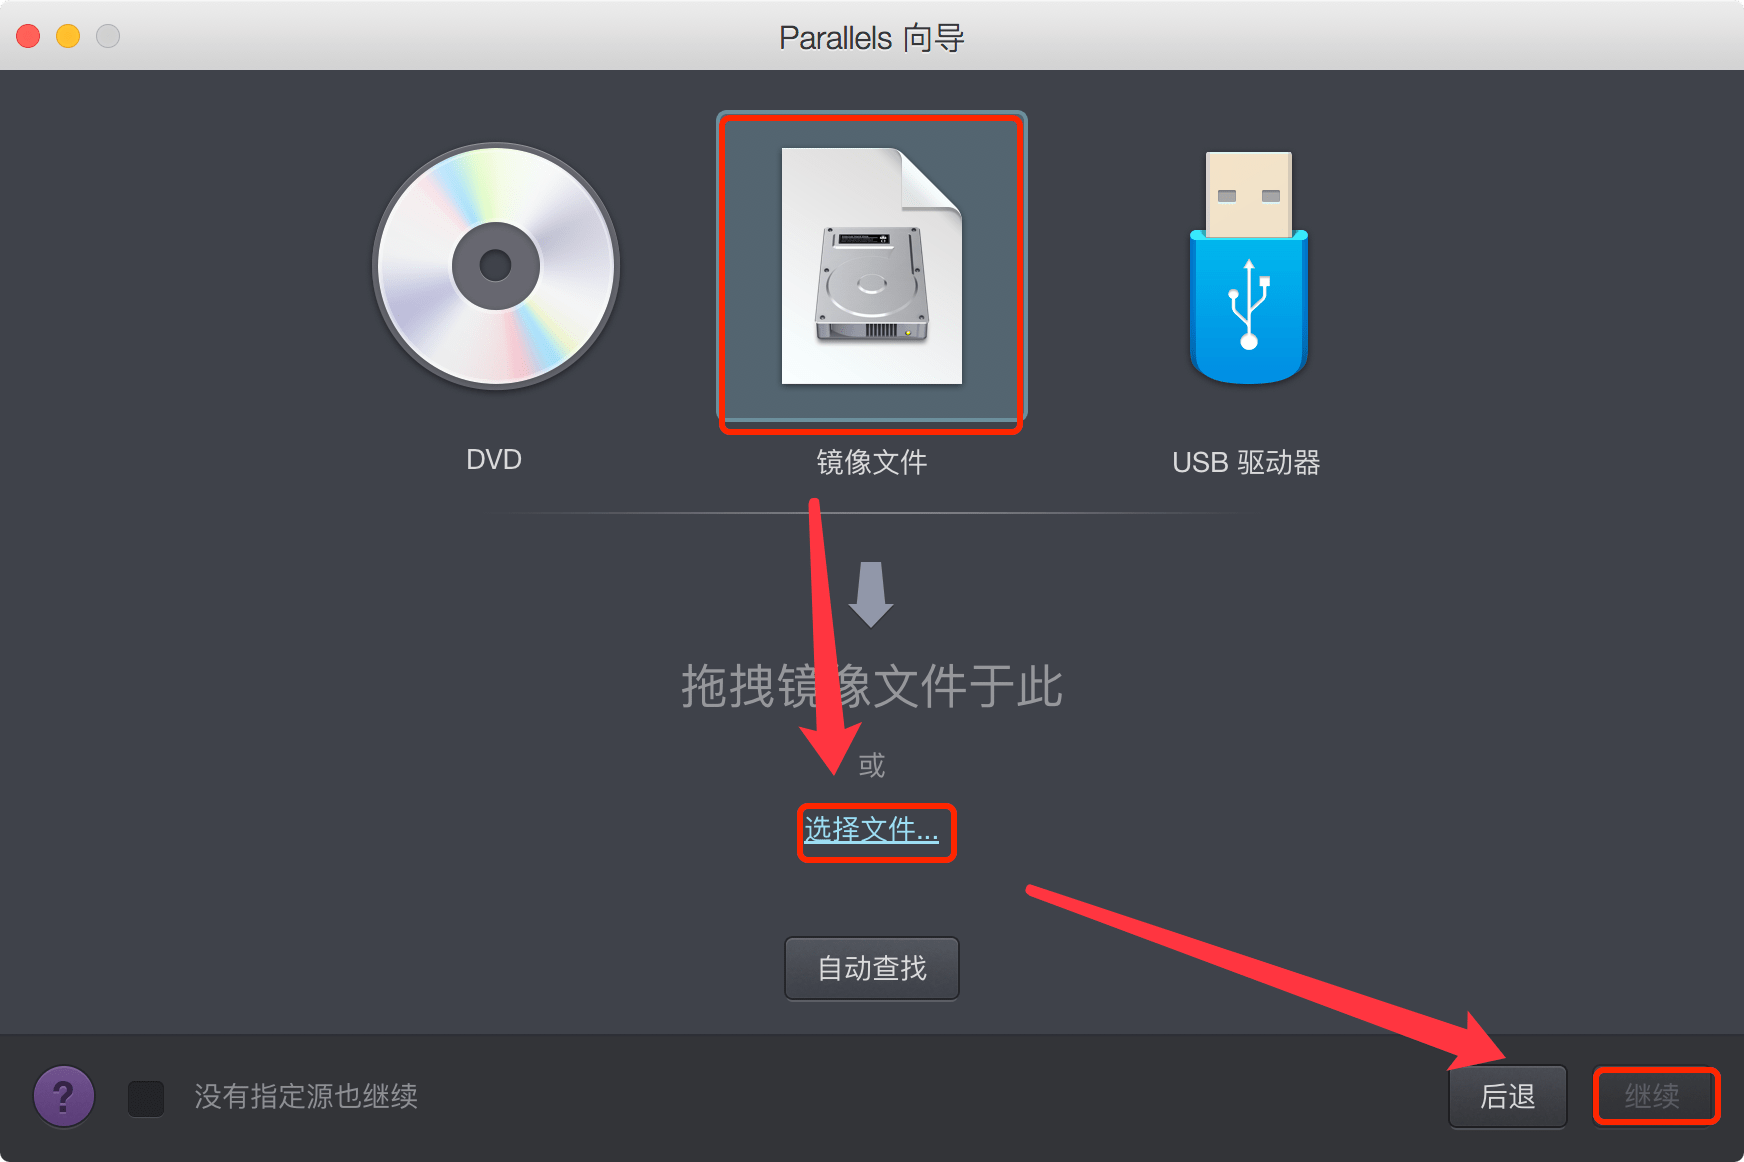 Parallels 向导
DVD
镜像文件
USB 驱动器
拖拽镜像文件于此
或
选择文件...
自动查找
?
没有指定源也继续
后退
继续